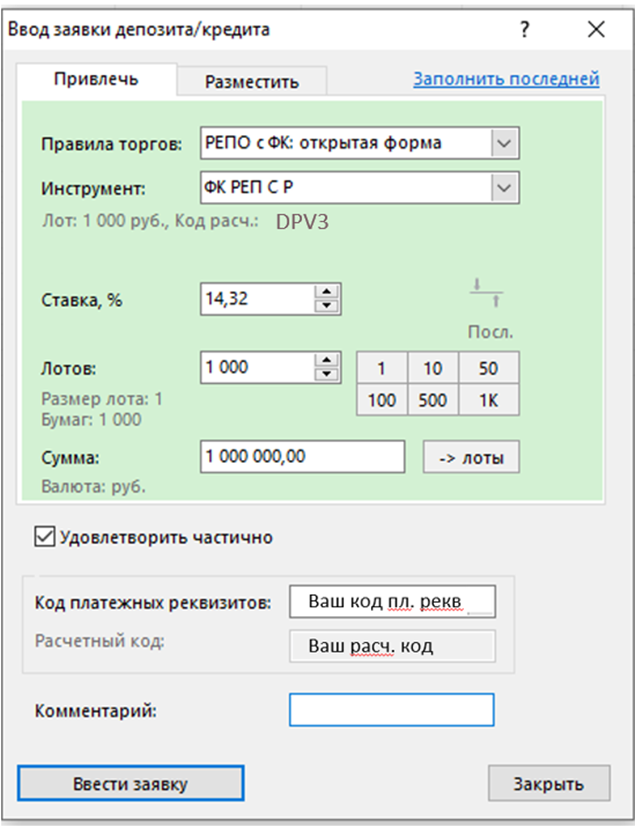 Ввод заявки депозита/кредита ?
Привлечь Разместить Заполнить последней
Правила торгов: РЕПО с ФК: открытая форма
Инструмент: ФК РЕП С Р
Лот: 1 000 руб., Код расч.: DPV3
Ставка, % 14,32
Посл.
Лотов: 1 000 1 10 50
Размер лота: 1 100 500 1K
Бумаг: 1 000
Сумма: 1 000 000,00 -> лоты
Валюта: руб.
Удовлетворить частично
Код платежных реквизитов: Ваш код пл. рекв
Расчетный код: Ваш расч. код
Комментарий:
Ввести заявку Закрыть